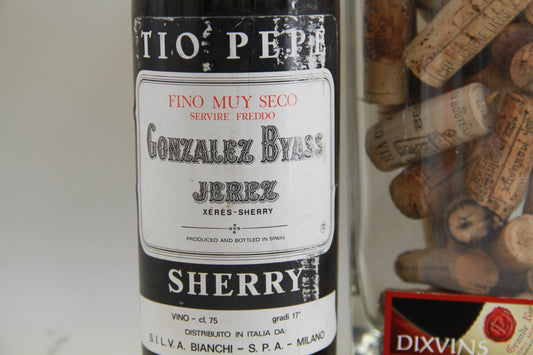 TIO PEPE
FINO MUY SECO
SERVIRE FREDDO
GONZALEZ BYASS
JEREZ
XÉRÈS-SHERRY
PRODUCED AND BOTTLED IN SPAIN
SHERRY
VINO - cl. 75 gradi 17°
DISTRIBUITO IN ITALIA DA:
S.I.L.V.A. BIANCHI - S.P.A. - MILANO
DIXVINS